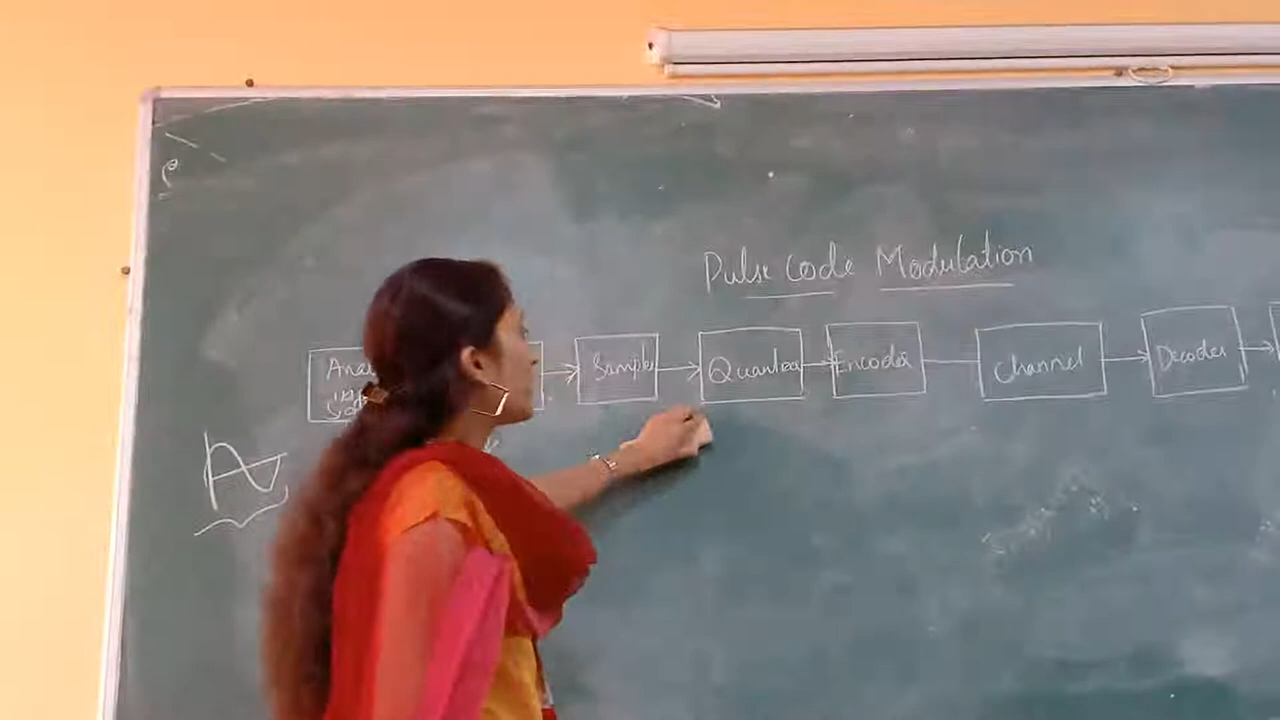 Pulse Code Modulation
Sampler
Quantizer
Encoder
Channel
Decoder